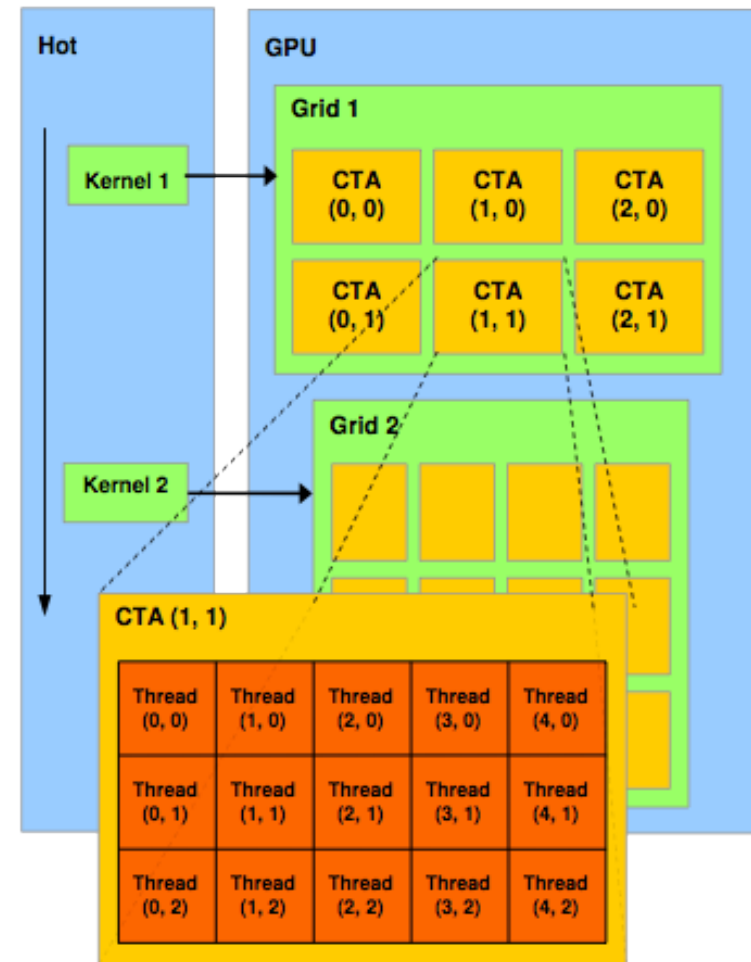 Hot
GPU
Grid 1
Kernel 1
CTA
(0, 0)
CTA
(1, 0)
CTA
(2, 0)
CTA
(0, 1)
CTA
(1, 1)
CTA
(2, 1)
Grid 2
Kernel 2
CTA (1, 1)
Thread
(0, 0)
Thread
(1, 0)
Thread
(2, 0)
Thread
(3, 0)
Thread
(4, 0)
Thread
(0, 1)
Thread
(1, 1)
Thread
(2, 1)
Thread
(3, 1)
Thread
(4, 1)
Thread
(0, 2)
Thread
(1, 2)
Thread
(2, 2)
Thread
(3, 2)
Thread
(4, 2)